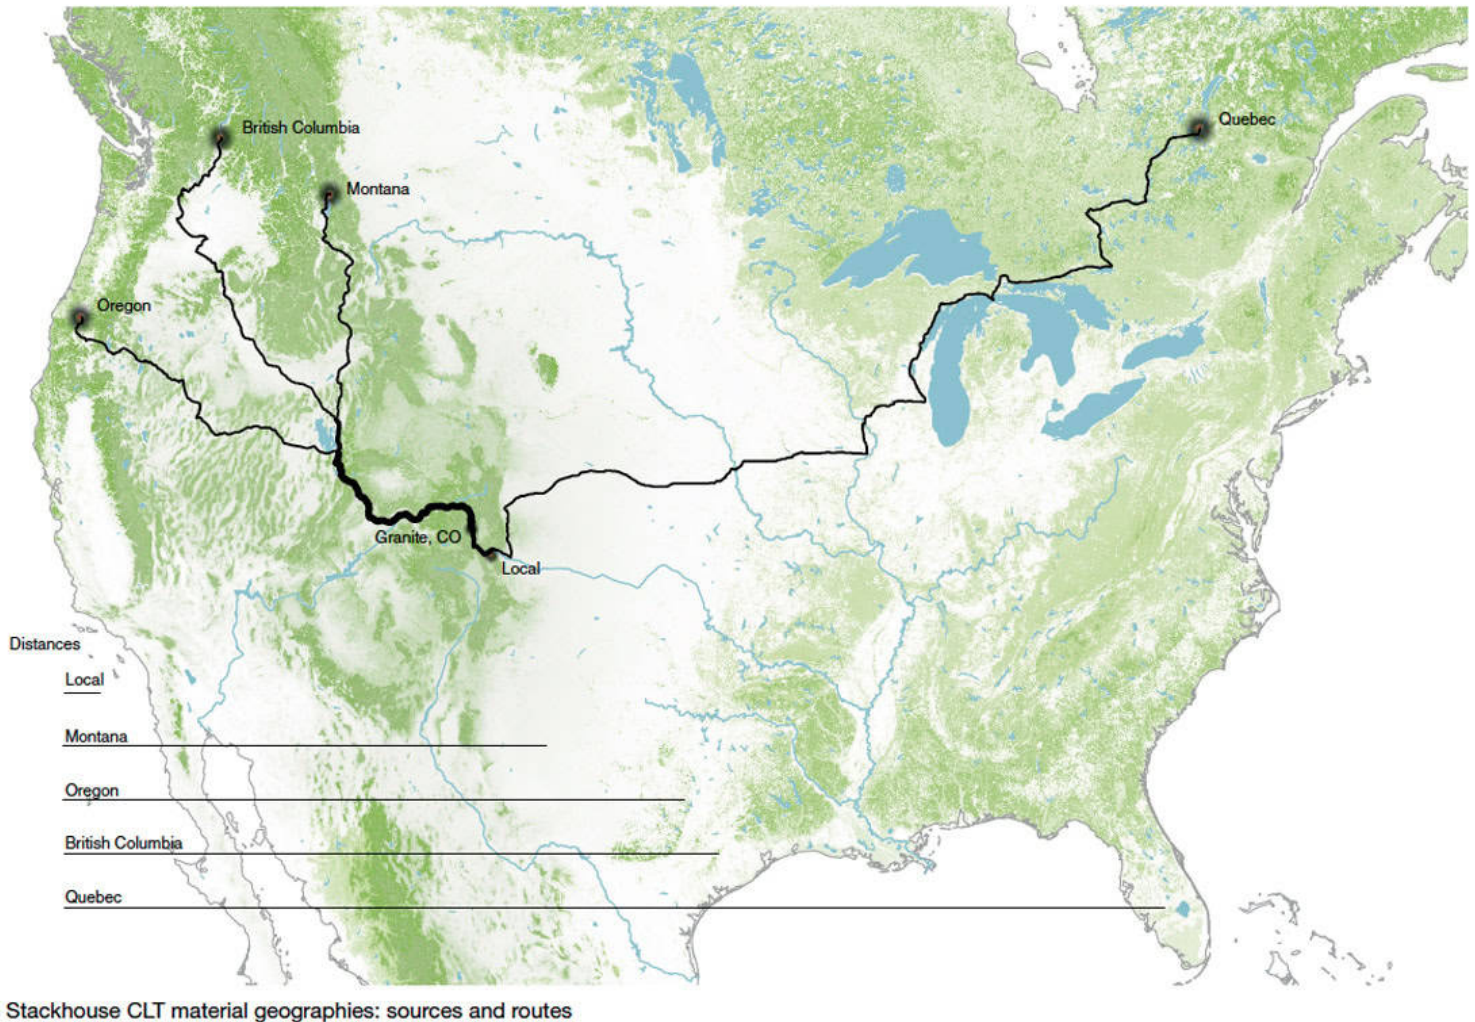 British Columbia
Quebec
Montana
Oregon
Granite, CO
Local
Distances
Local
Montana
Oregon
British Columbia
Quebec
Stackhouse CLT material geographies: sources and routes